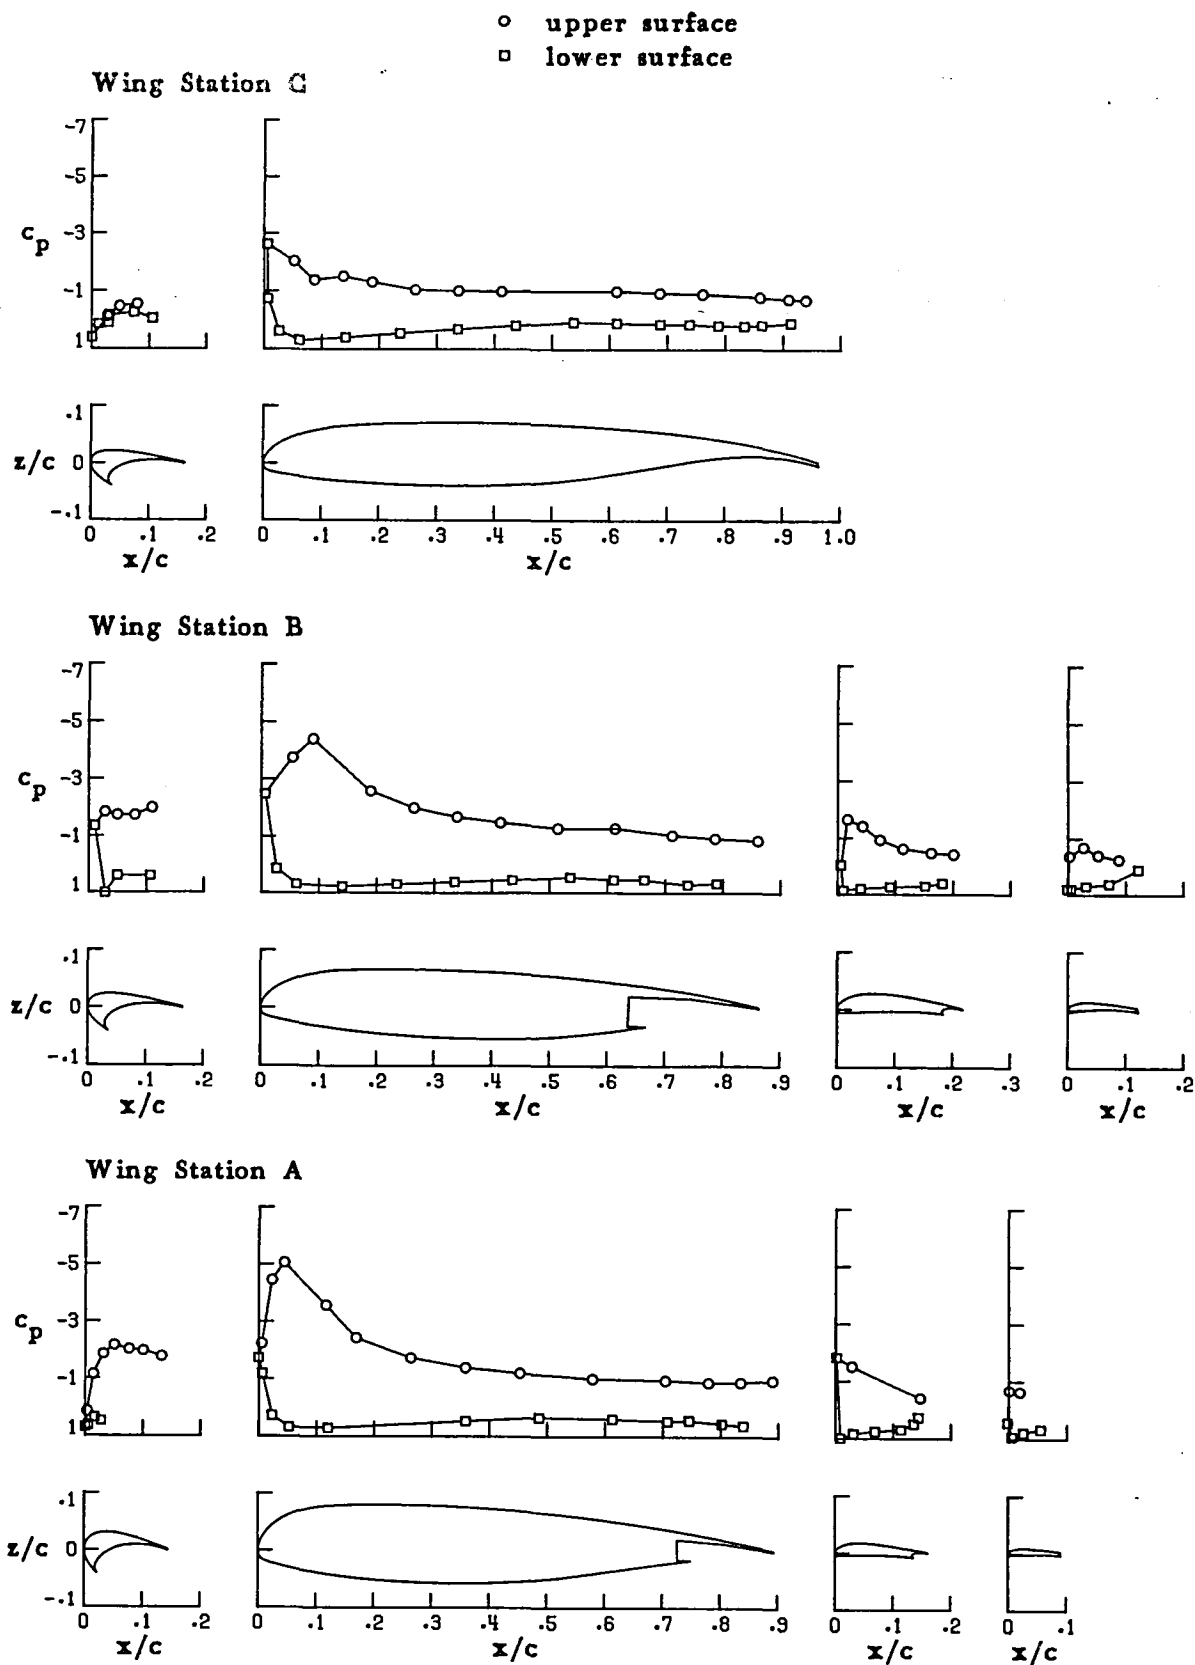 upper surface
lower surface
Wing Station C
-7
-5
c_p -3
-1
1
.1
z/c 0
-.1
0 .1 .2 0 .1 .2 .3 .4 .5 .6 .7 .8 .9 1.0
x/c x/c
Wing Station B
-7
-5
c_p -3
-1
1
.1
z/c 0
-.1
0 .1 .2 0 .1 .2 .3 .4 .5 .6 .7 .8 .9 0 .1 .2 .3 0 .1 .2
x/c x/c x/c x/c
Wing Station A
-7
-5
c_p -3
-1
1
.1
z/c 0
-.1
0 .1 .2 0 .1 .2 .3 .4 .5 .6 .7 .8 .9 0 .1 .2 0 .1
x/c x/c x/c x/c